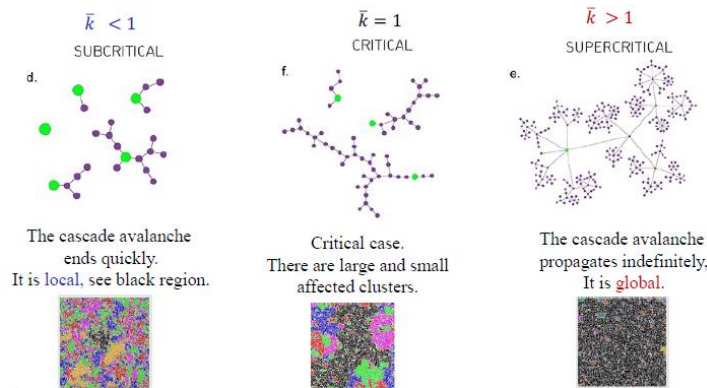 k̄ < 1
SUBCRITICAL
d.
The cascade avalanche
ends quickly.
It is local, see black region.
k̄ = 1
CRITICAL
f.
Critical case.
There are large and small
affected clusters.
k̄ > 1
SUPERCRITICAL
e.
The cascade avalanche
propagates indefinitely,
It is global.